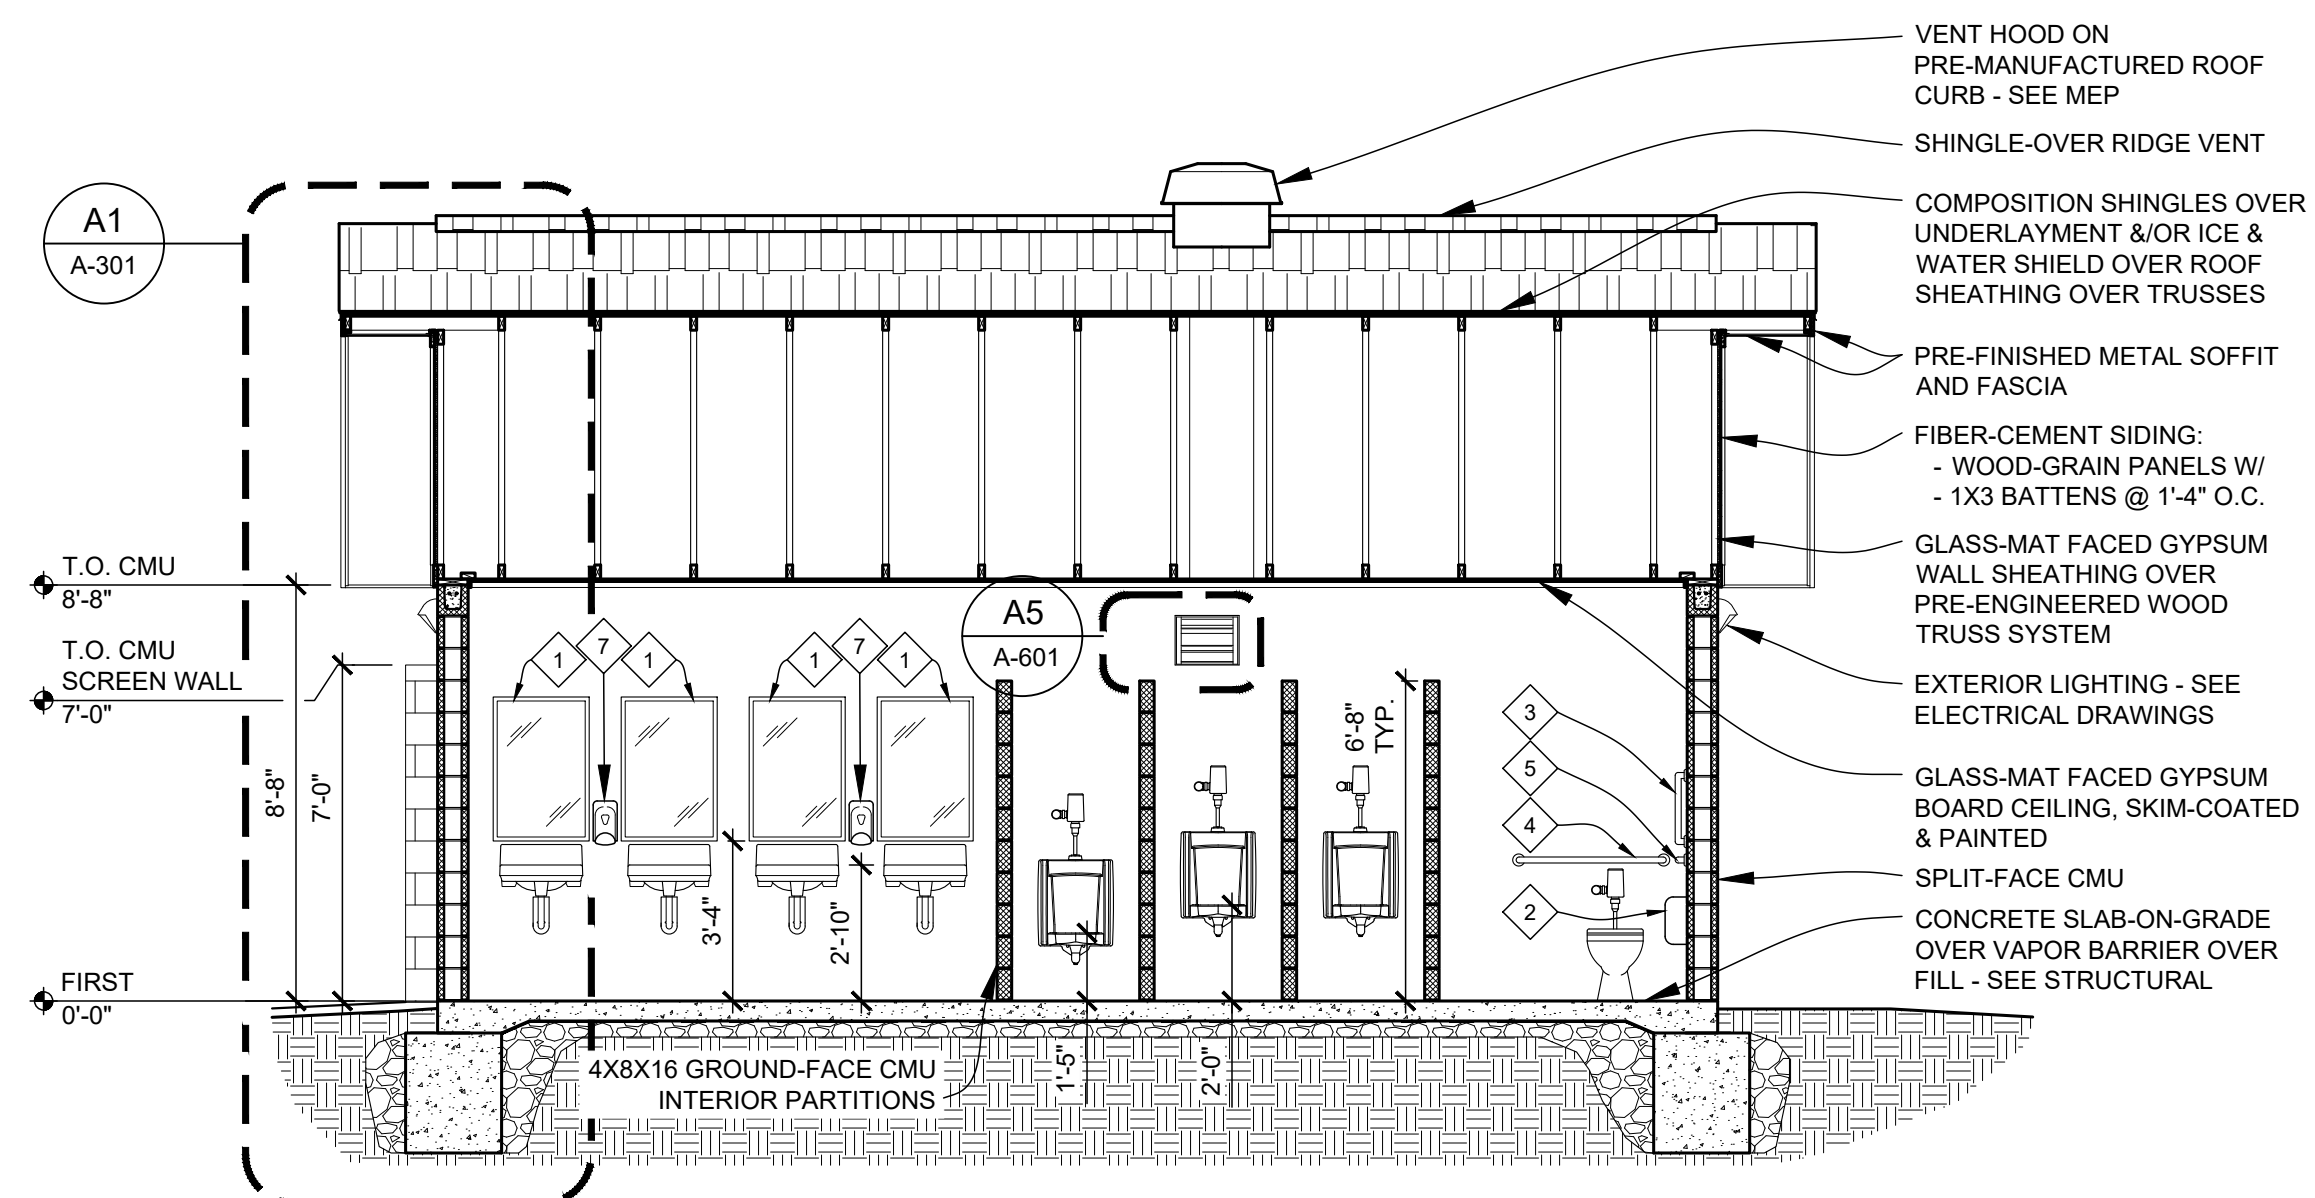 VENT HOOD ON
PRE-MANUFACTURED ROOF
CURB - SEE MEP
SHINGLE-OVER RIDGE VENT
COMPOSITION SHINGLES OVER
UNDERLAYMENT &/OR ICE &
WATER SHIELD OVER ROOF
SHEATHING OVER TRUSSES
PRE-FINISHED METAL SOFFIT
AND FASCIA
FIBER-CEMENT SIDING:
- WOOD-GRAIN PANELS W/
- 1X3 BATTENS @ 1'-4" O.C.
GLASS-MAT FACED GYPSUM
WALL SHEATHING OVER
PRE-ENGINEERED WOOD
TRUSS SYSTEM
EXTERIOR LIGHTING - SEE
ELECTRICAL DRAWINGS
GLASS-MAT FACED GYPSUM
BOARD CEILING, SKIM-COATED
& PAINTED
SPLIT-FACE CMU
CONCRETE SLAB-ON-GRADE
OVER VAPOR BARRIER OVER
FILL - SEE STRUCTURAL
A1
A-301
T.O. CMU
8'-8"
T.O. CMU
SCREEN WALL
7'-0"
FIRST
0'-0"
8'-8"
7'-0"
1
7
1
1
7
1
A5
A-601
6'-8"
TYP.
3
5
4
2
3'-4"
2'-10"
1'-5"
2'-0"
4X8X16 GROUND-FACE CMU
INTERIOR PARTITIONS